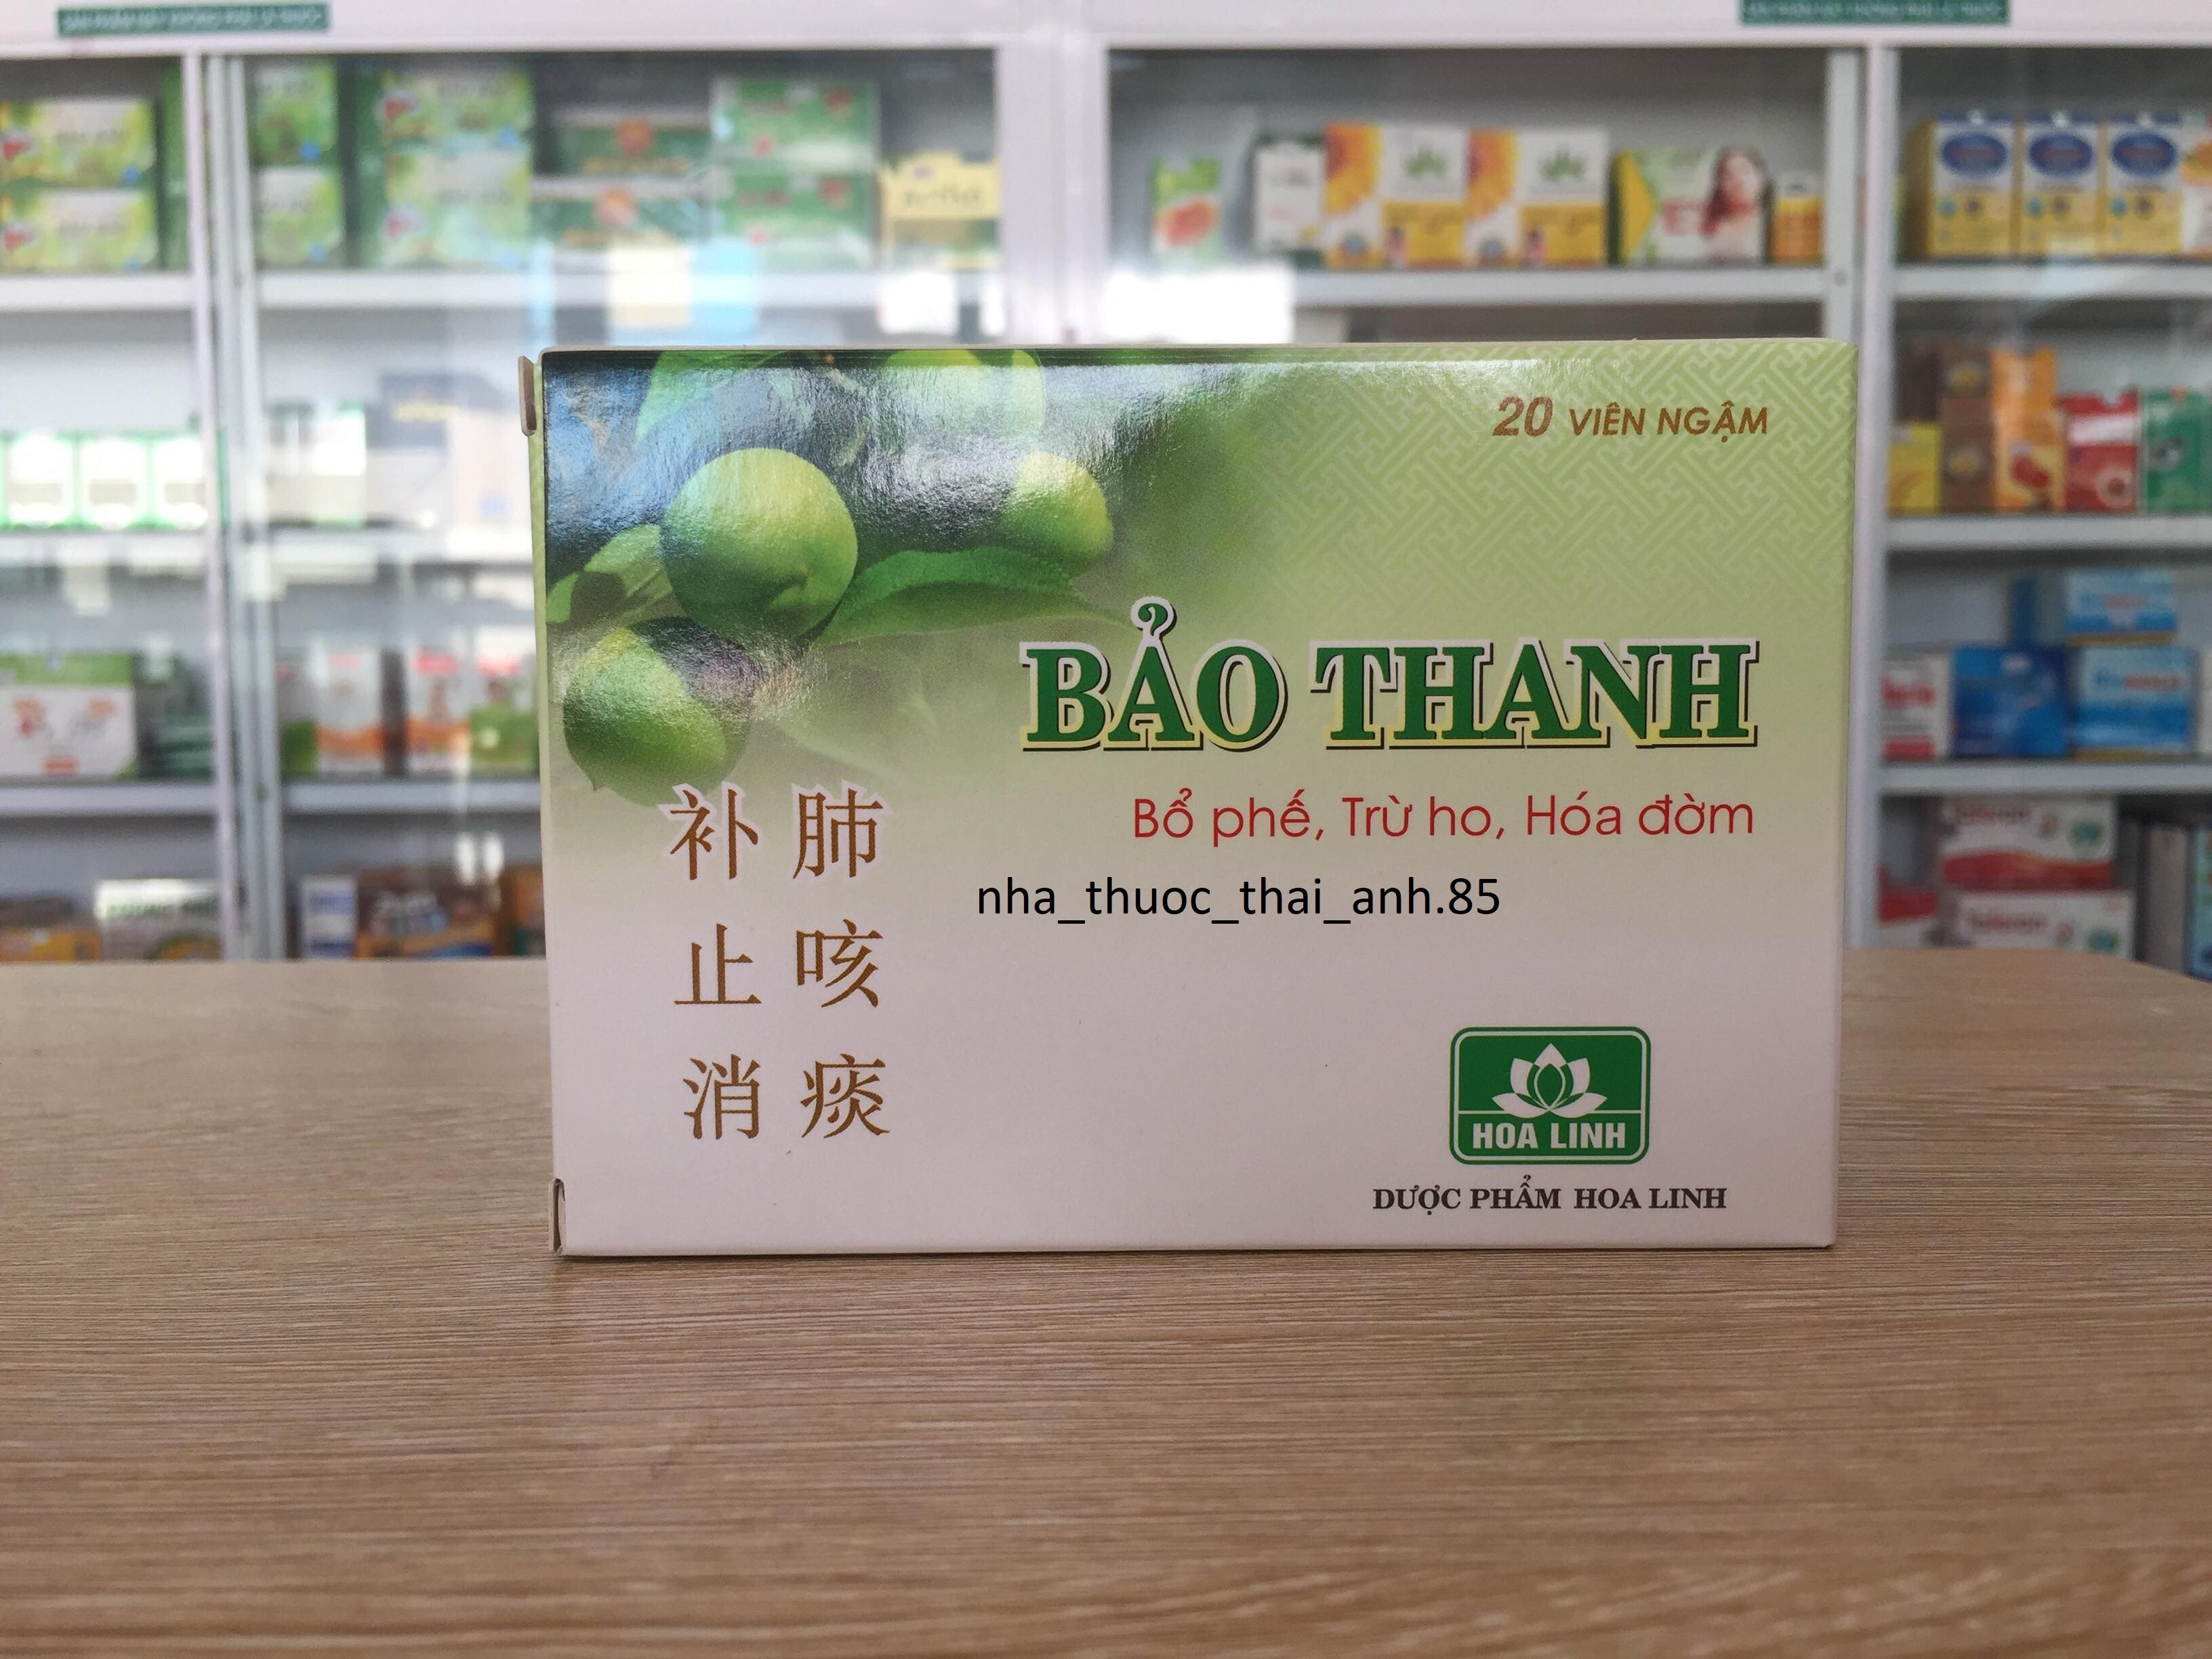 20 VIÊN NGẬM
BẢO THANH
Bổ phế, Trừ ho, Hóa đờm
nha_thuoc_thai_anh.85
补 肺
止 咳
消 痰
HOA LINH
DƯỢC PHẨM HOA LINH